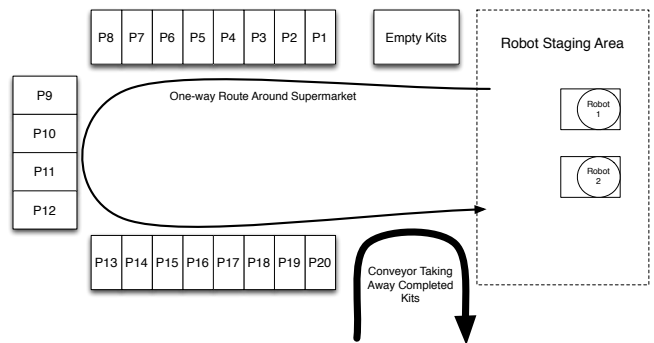 P8 P7 P6 P5 P4 P3 P2 P1
Empty Kits
Robot Staging Area
P9
P10
P11
P12
One-way Route Around Supermarket
Robot
1
Robot
2
P13 P14 P15 P16 P17 P18 P19 P20
Conveyor Taking
Away Completed
Kits